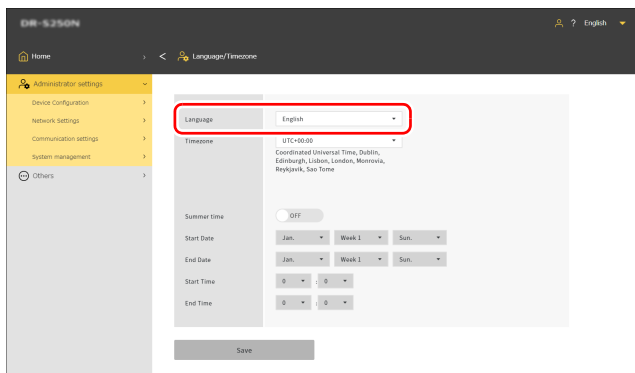 DR-S250N
? English
Home
Language/Timezone
Administrator settings
Device Configuration
Network Settings
Communication settings
System management
Others
Language English
Timezone UTC+00:00
Coordinated Universal Time, Dublin,
Edinburgh, Lisbon, London, Monrovia,
Reykjavik, Sao Tome
Summer time OFF
Start Date Jan. Week 1 Sun.
End Date Jan. Week 1 Sun.
Start Time 0 : 0
End Time 0 : 0
Save